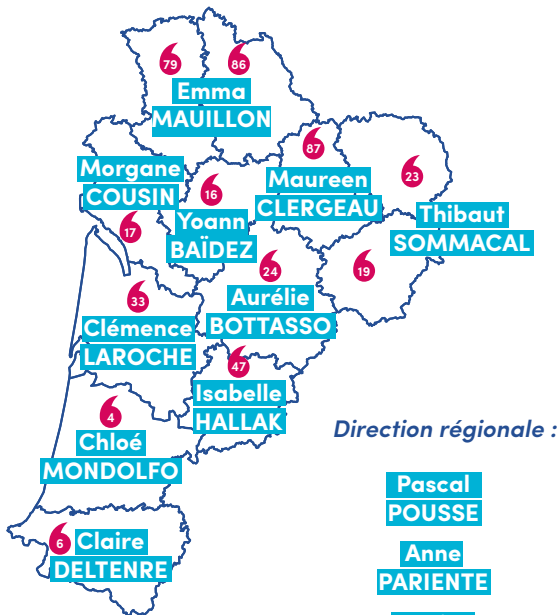 79
86
Emma
MAUILLON
87
Morgane
COUSIN
16
Maureen
CLERGEAU
23
17
Yoann
BAÏDEZ
Thibaut
SOMMACAL
24
19
33
Aurélie
BOTTASSO
Clémence
LAROCHE
47
Isabelle
HALLAK
4
Chloé
MONDOLFO
Direction régionale :
Pascal
POUSSE
6
Claire
DELTENRE
Anne
PARIENTE